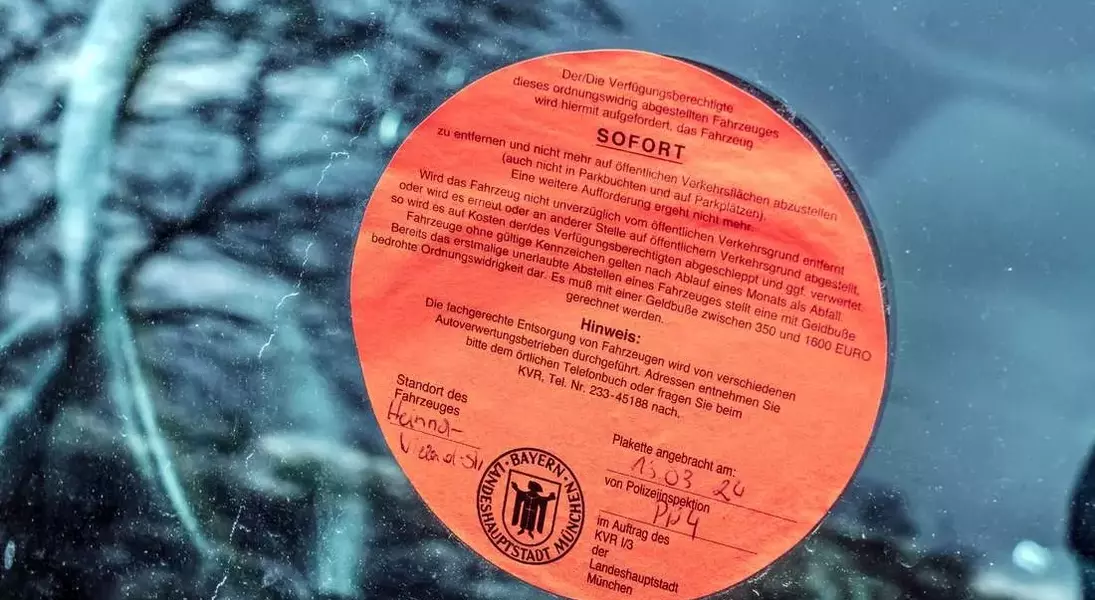 Der/Die Verfügungsberechtigte
dieses ordnungswidrig abgestellten Fahrzeuges
wird hiermit aufgefordert, das Fahrzeug
SOFORT
zu entfernen und nicht mehr auf öffentlichen Verkehrsflächen abzustellen
(auch nicht in Parkbuchten und auf Parkplätzen).
Eine weitere Aufforderung ergeht nicht mehr.
Wird das Fahrzeug nicht unverzüglich vom öffentlichen Verkehrsgrund entfernt
oder wird es erneut oder an anderer Stelle auf öffentlichem Verkehrsgrund abgestellt,
so wird es auf Kosten der/des Verfügungsberechtigten abgeschleppt und ggf. verwertet.
Fahrzeuge ohne gültige Kennzeichen gelten nach Ablauf eines Monats als Abfall.
Bereits das erstmalige unerlaubte Abstellen eines Fahrzeuges stellt eine mit Geldbuße
bedrohte Ordnungswidrigkeit dar. Es muß mit einer Geldbuße zwischen 350 und 1600 EURO
gerechnet werden.
Hinweis:
Die fachgerechte Entsorgung von Fahrzeugen wird von verschiedenen
Autoverwertungsbetrieben durchgeführt. Adressen entnehmen Sie
bitte dem örtlichen Telefonbuch oder fragen Sie beim
KVR, Tel. Nr. 233-45188 nach.
Standort des
Fahrzeuges
BAYERN · LANDESHAUPTSTADT MÜNCHEN ·
Plakette angebracht am:
03 24
von Polizeiinspektion
im Auftrag des
KVR I/3
der
Landeshauptstadt
München